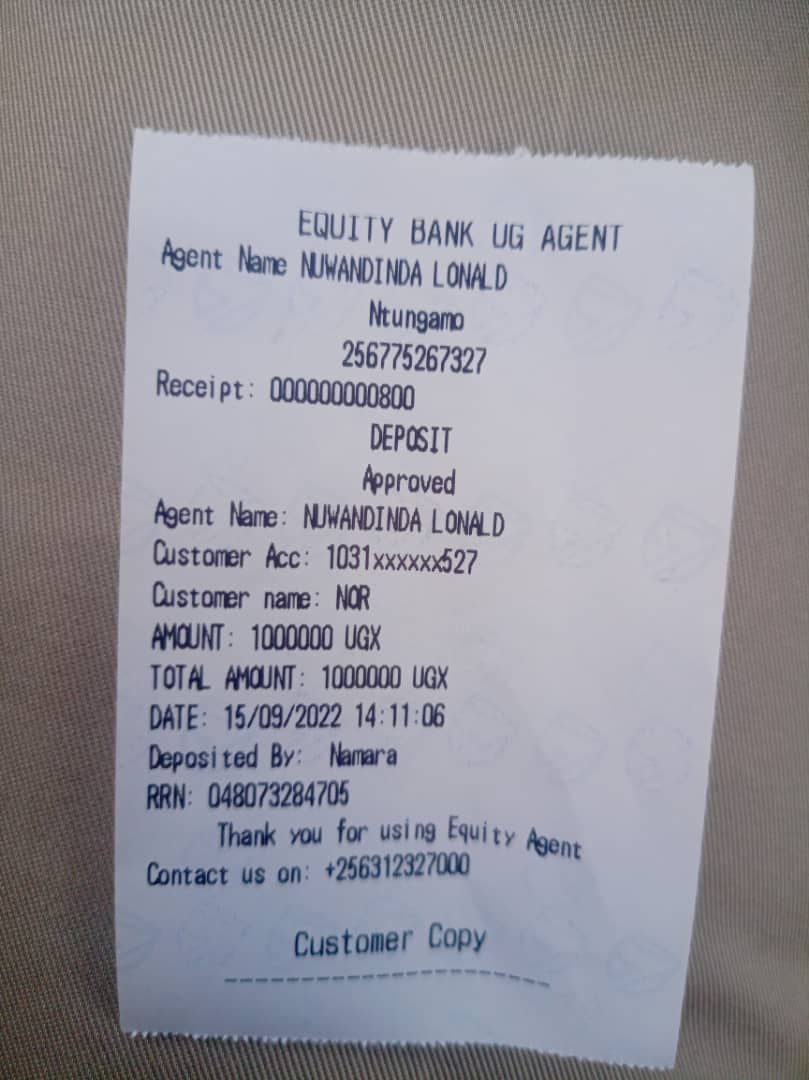 EQUITY BANK UG AGENT
Agent Name NUWANDINDA LONALD
Ntungamo
256775267327
Receipt: 000000000800
DEPOSIT
Approved
Agent Name: NUWANDINDA LONALD
Customer Acc: 1031xxxxxx527
Customer name: NOR
AMOUNT: 1000000 UGX
TOTAL AMOUNT: 1000000 UGX
DATE: 15/09/2022 14:11:06
Deposited By: Namara
RRN: 048073284705
Thank you for using Equity Agent
Contact us on: +256312327000
Customer Copy